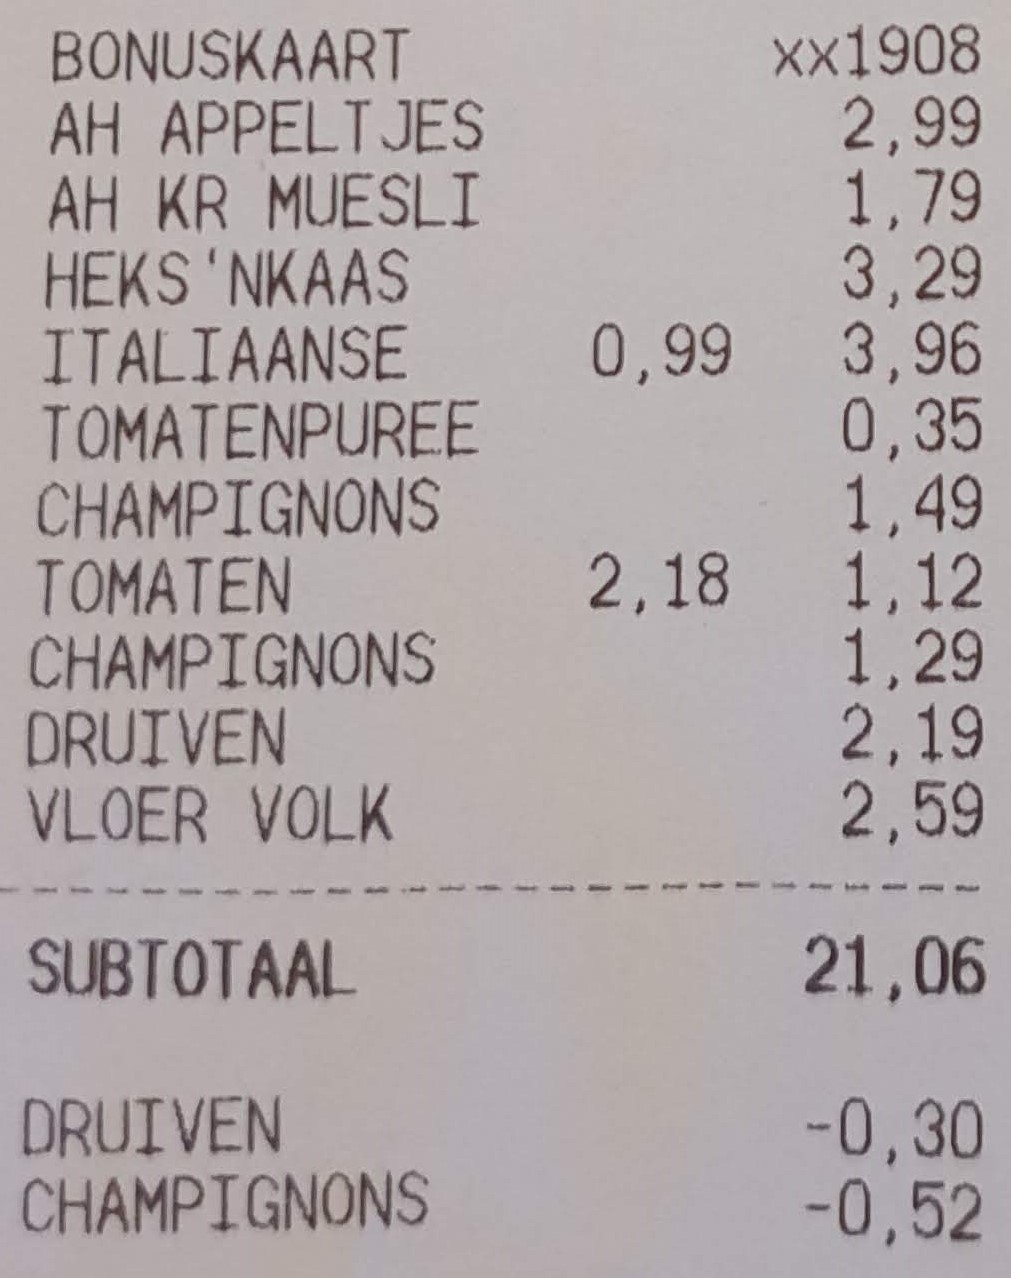 BONUSKAART xx1908
AH APPELTJES 2,99
AH KR MUESLI 1,79
HEKS'NKAAS 3,29
ITALIAANSE 0,99 3,96
TOMATENPUREE 0,35
CHAMPIGNONS 1,49
TOMATEN 2,18 1,12
CHAMPIGNONS 1,29
DRUIVEN 2,19
VLOER VOLK 2,59
SUBTOTAAL 21,06
DRUIVEN -0,30
CHAMPIGNONS -0,52